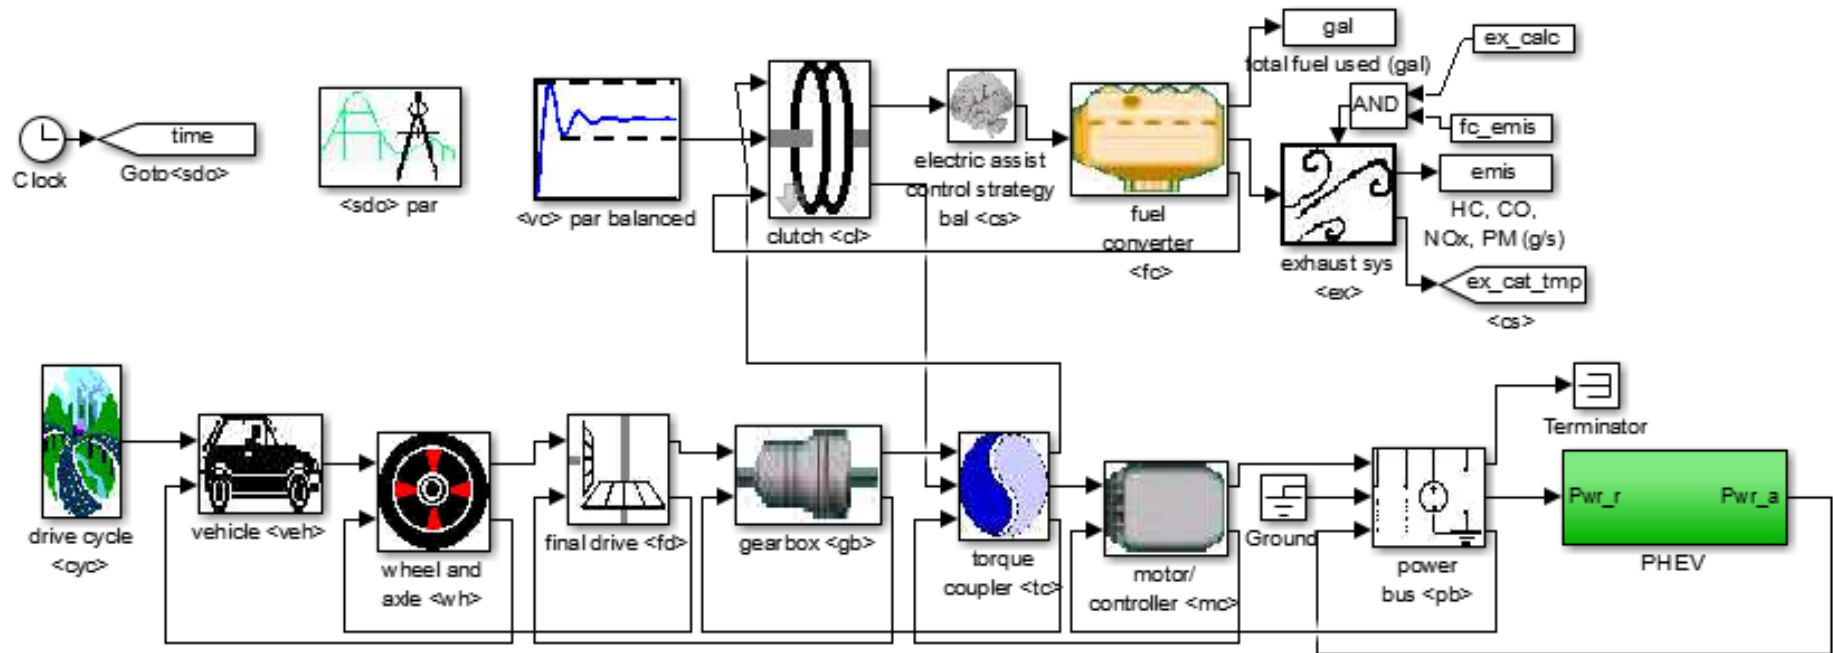 gal
total fuel used (gal)
ex_calc
AND
fc_emis
time
Goto<sdo>
Clock
<sdo> par
<vc> par balanced
clutch <cl>
electric assist
control strategy
bal <cs>
fuel
converter
<fc>
emis
HC, CO,
NOx, PM (g/s)
exhaust sys
<ex>
ex_cat_tmp
<cs>
drive cycle
<cyc>
vehicle <veh>
wheel and
axle <wh>
final drive <fd>
gearbox <gb>
torque
coupler <tc>
motor/
controller <mc>
Ground
power
bus <pb>
Terminator
Pwr_r
Pwr_a
PHEV